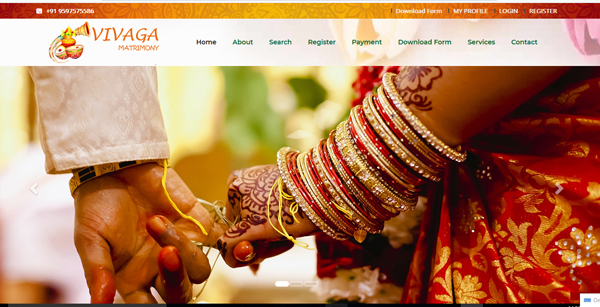 +91 9597575586
Download Form MY PROFILE LOGIN REGISTER
VIVAGA
MATRIMONY
Home About Search Register Payment Download Form Services Contact